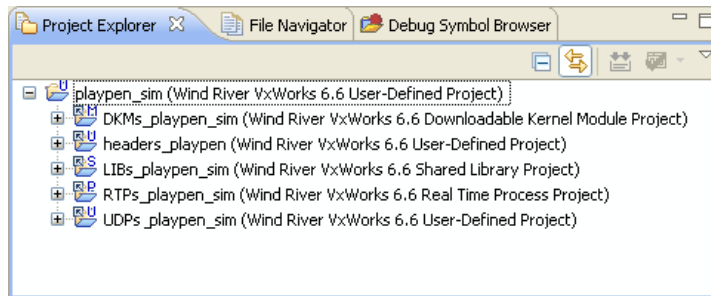 Project Explorer File Navigator Debug Symbol Browser
playpen_sim (Wind River VxWorks 6.6 User-Defined Project)
DKMs_playpen_sim (Wind River VxWorks 6.6 Downloadable Kernel Module Project)
headers_playpen (Wind River VxWorks 6.6 User-Defined Project)
LIBs_playpen_sim (Wind River VxWorks 6.6 Shared Library Project)
RTPs_playpen_sim (Wind River VxWorks 6.6 Real Time Process Project)
UDPs_playpen_sim (Wind River VxWorks 6.6 User-Defined Project)